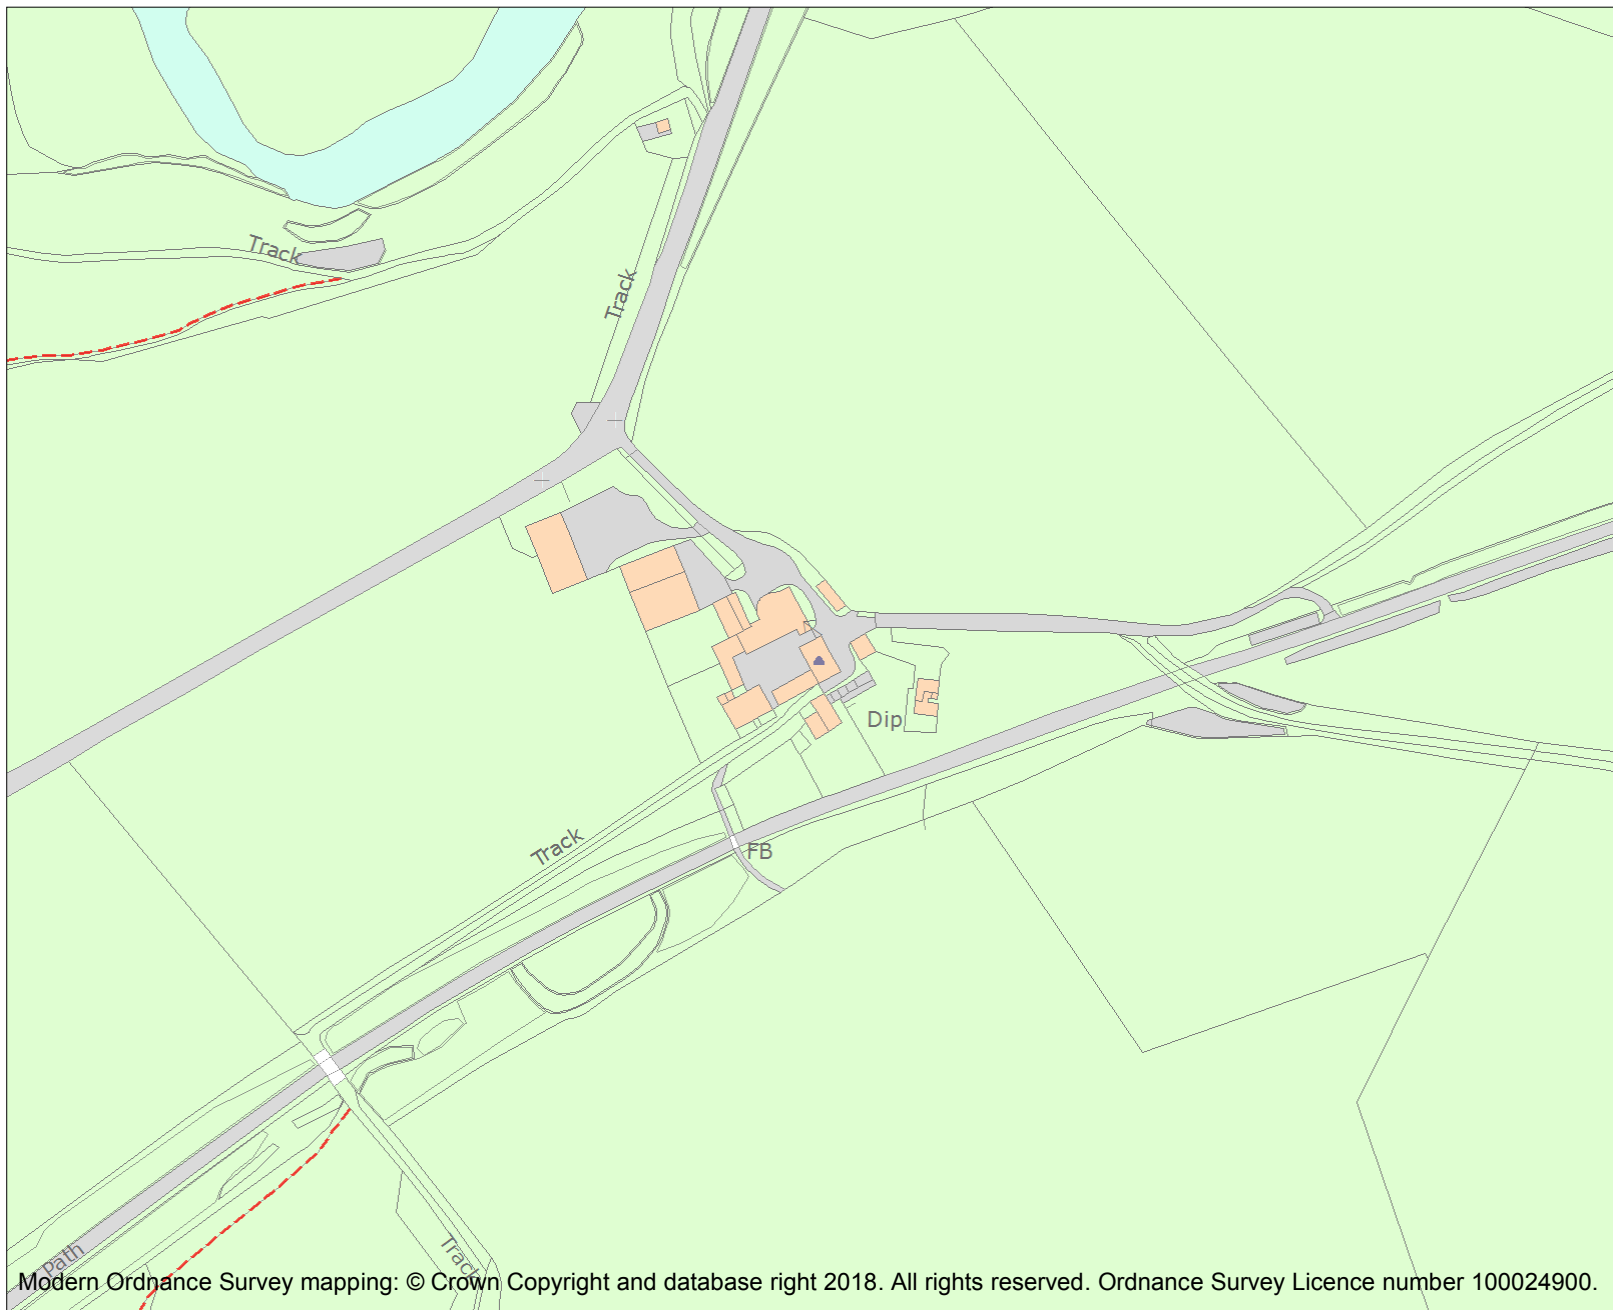 Track
Track
Dip
Track
FB
Path
Track
Modern Ordnance Survey mapping: © Crown Copyright and database right 2018. All rights reserved. Ordnance Survey Licence number 100024900.